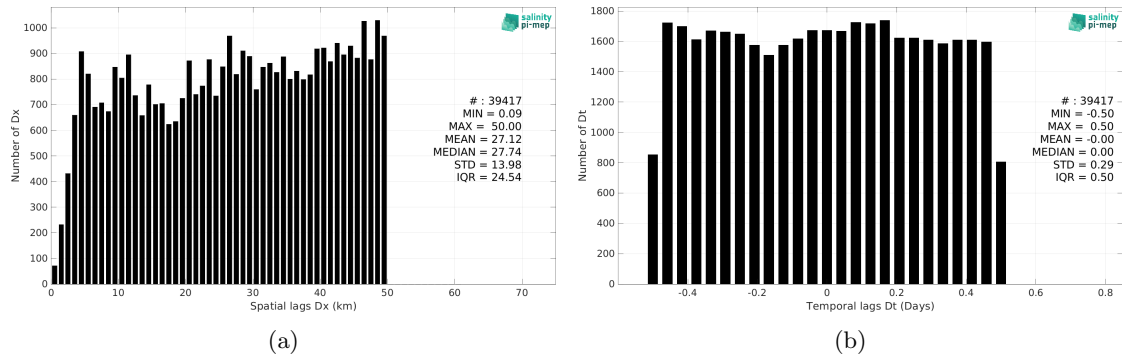 salinity
pi-mep
Number of Dx
1000
900
800
700
600
500
400
300
200
100
0
# : 39417
MIN = 0.09
MAX = 50.00
MEAN = 27.12
MEDIAN = 27.74
STD = 13.98
IQR = 24.54
0 10 20 30 40 50 60 70
Spatial lags Dx (km)
(a)
salinity
pi-mep
Number of Dt
1800
1600
1400
1200
1000
800
600
400
200
0
# : 39417
MIN = -0.50
MAX = 0.50
MEAN = -0.00
MEDIAN = 0.00
STD = 0.29
IQR = 0.50
-0.4 -0.2 0 0.2 0.4 0.6 0.8
Temporal lags Dt (Days)
(b)